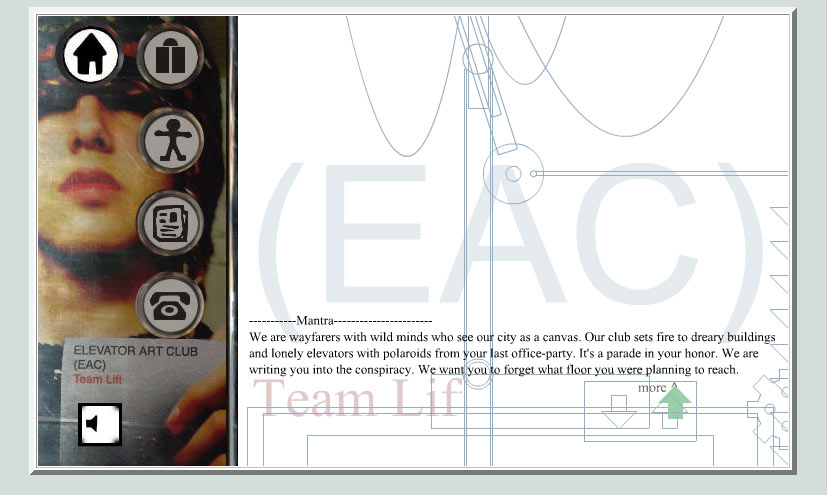 (EAC)
-----------Mantra-----------------------
We are wayfarers with wild minds who see our city as a canvas. Our club sets fire to dreary buildings
and lonely elevators with polaroids from your last office-party. It's a parade in your honor. We are
writing you into the conspiracy. We want you to forget what floor you were planning to reach.
more ^
Team Lif
ELEVATOR ART CLUB
(EAC)
Team Lift